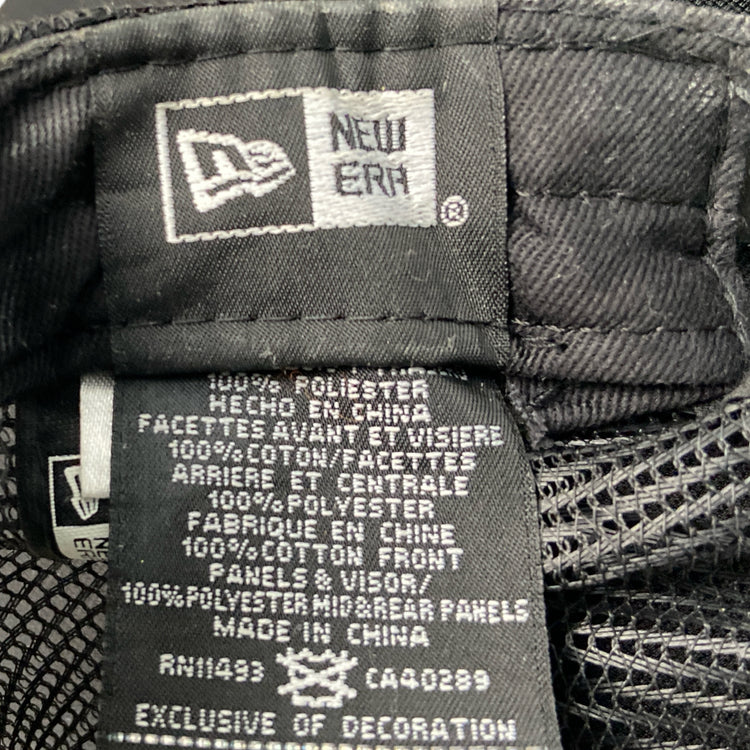 NEW
ERA
®
100% POLIESTER
HECHO EN CHINA
FACETTES AVANT ET VISIERE
100% COTON/FACETTES
ARRIERE ET CENTRALE
100% POLYESTER
FABRIQUE EN CHINE
100% COTTON FRONT
PANELS & VISOR/
100% POLYESTER MID & REAR PANELS
MADE IN CHINA
RN11493 CA40289
EXCLUSIVE OF DECORATION